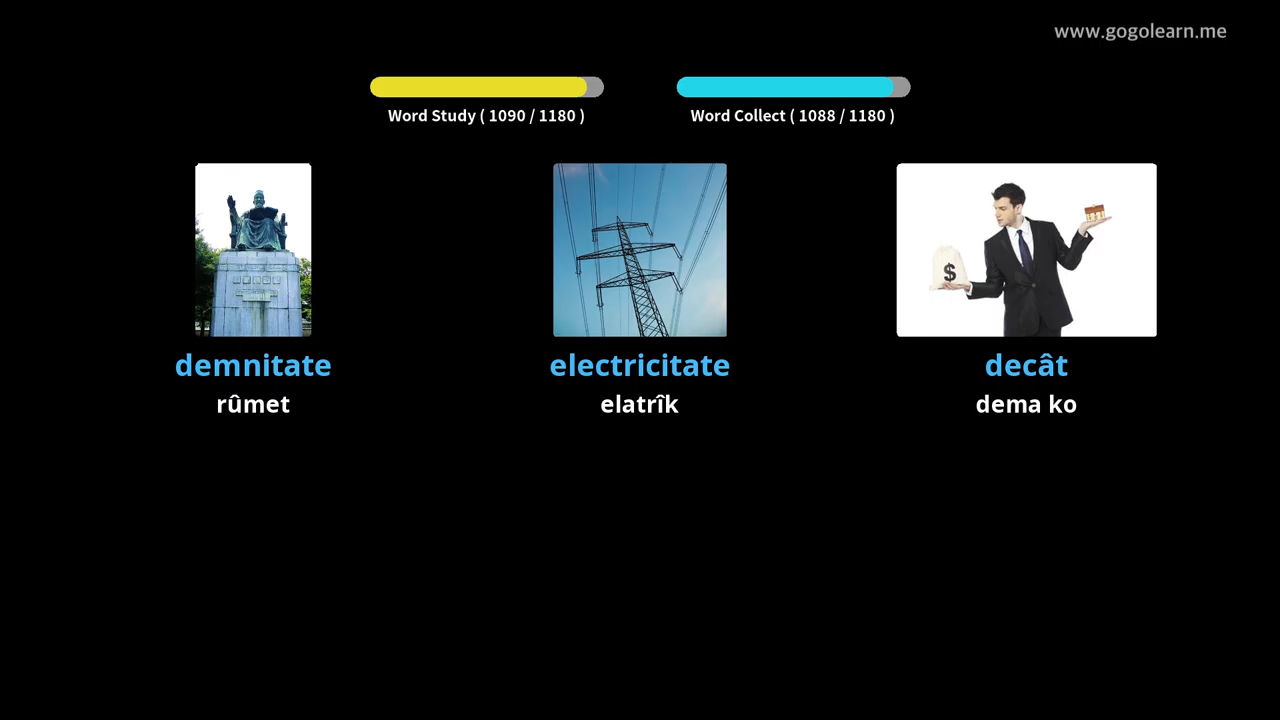 www.gogolearn.me
Word Study ( 1090 / 1180 )
Word Collect ( 1088 / 1180 )
$
demnitate
electricitate
decât
rûmet
elatrîk
dema ko